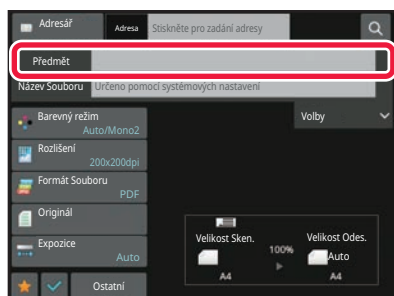 Adresář Adresa Stiskněte pro zadání adresy
Předmět
Název Souboru Určeno pomocí systémových nastavení
Barevný režim
Auto/Mono2
Volby
Rozlišení
200x200dpi
Formát Souboru
PDF
Originál
Expozice
Auto
Velikost Sken.
100%
Velikost Odes.
Auto
A4
A4
Ostatní